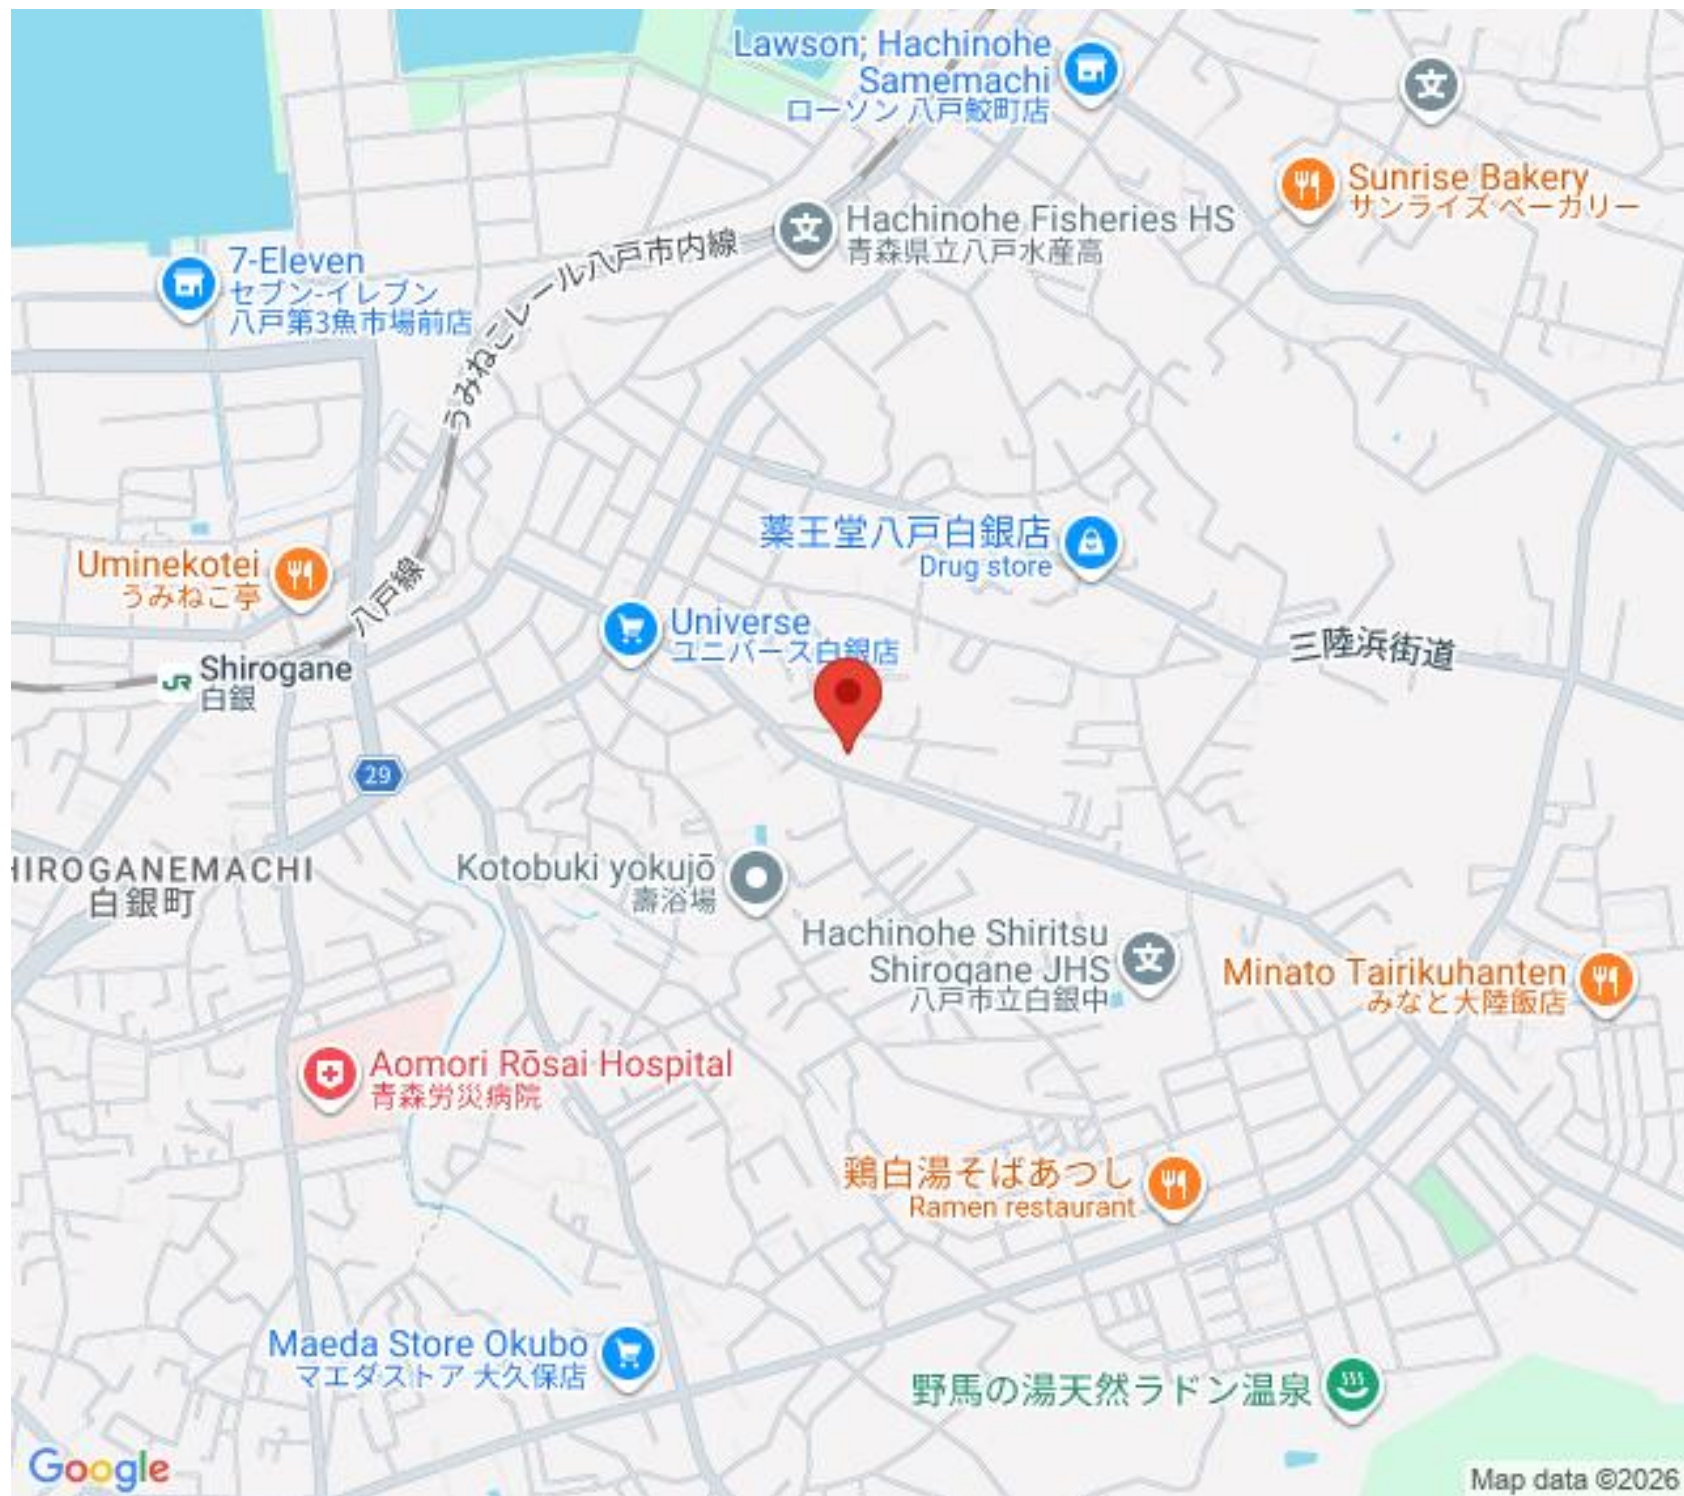 Lawson; Hachinohe
Samemachi
ローソン 八戸鮫町店
Sunrise Bakery
サンライズ ベーカリー
Hachinohe Fisheries HS
青森県立八戸水産高
7-Eleven
セブン-イレブン
八戸第3魚市場前店
うみねこレール八戸市内線
薬王堂八戸白銀店
Drug store
Uminekotei
うみねこ亭
八戸線
Universe
ユニバース白銀店
三陸浜街道
JR
Shirogane
白銀
29
HIROGANEMACHI
白銀町
Kotobuki yokujō
壽浴場
Hachinohe Shiritsu
Shirogane JHS
八戸市立白銀中
Minato Tairikuhanten
みなと大陸飯店
Aomori Rōsai Hospital
青森労災病院
鶏白湯そばあつし
Ramen restaurant
Maeda Store Okubo
マエダストア 大久保店
野馬の湯天然ラドン温泉
Google
Map data ©2026
文
文
文